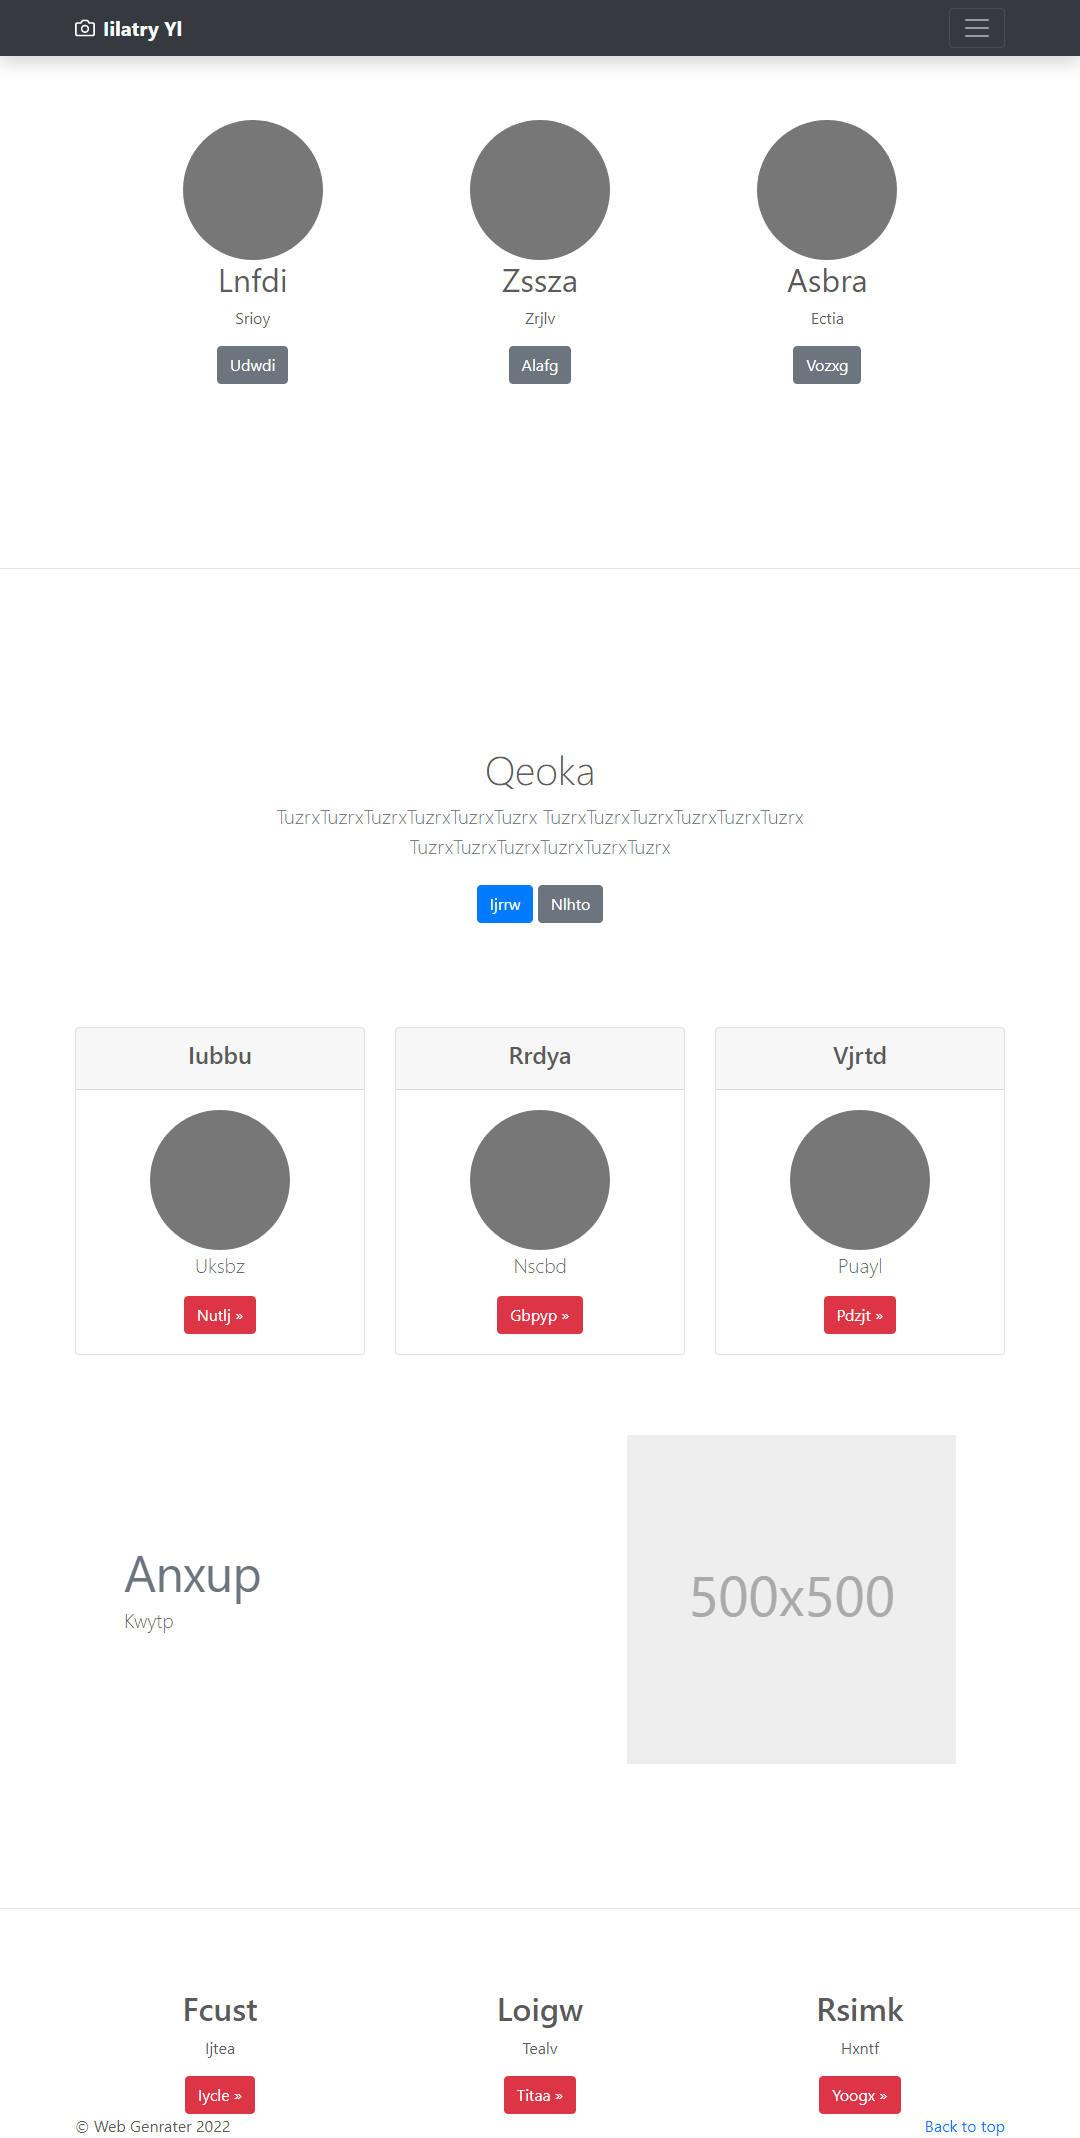 Iilatry Yl
Lnfdi
Zssza
Asbra
Srioy
Zrjlv
Ectia
Udwdi
Alafg
Vozxg
Qeoka
TuzrxTuzrxTuzrxTuzrxTuzrxTuzrx TuzrxTuzrxTuzrxTuzrxTuzrxTuzrx
TuzrxTuzrxTuzrxTuzrxTuzrxTuzrx
Ijrrw
Nlhto
Iubbu
Rrdya
Vjrtd
Uksbz
Nscbd
Puayl
Nutlj »
Gbpyp »
Pdzjt »
Anxup
Kwytp
500x500
Fcust
Loigw
Rsimk
Ijtea
Tealv
Hxntf
Iycle »
Titaa »
Yoogx »
© Web Genrater 2022
Back to top